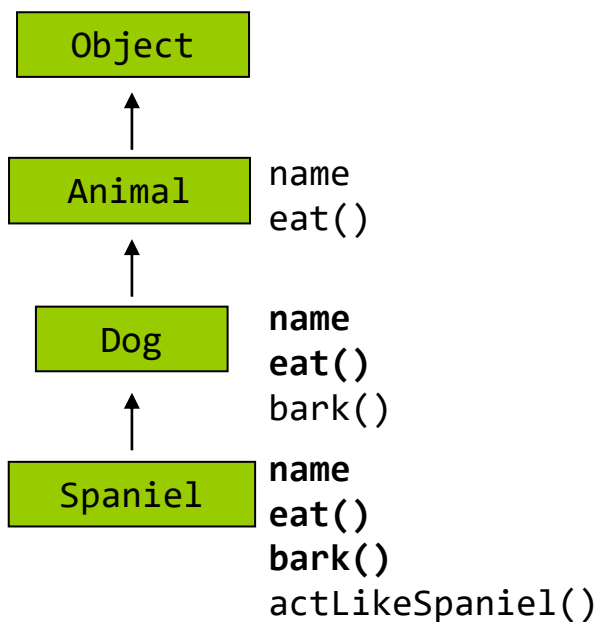 Object
Animal
name
eat()
Dog
name
eat()
bark()
Spaniel
name
eat()
bark()
actLikeSpaniel()